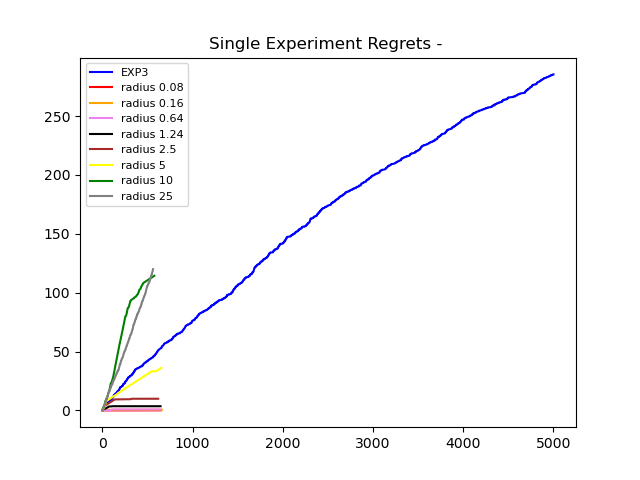 Single Experiment Regrets -
EXP3
radius 0.08
radius 0.16
radius 0.64
radius 1.24
radius 2.5
radius 5
radius 10
radius 25
250
200
150
100
50
0
0 1000 2000 3000 4000 5000